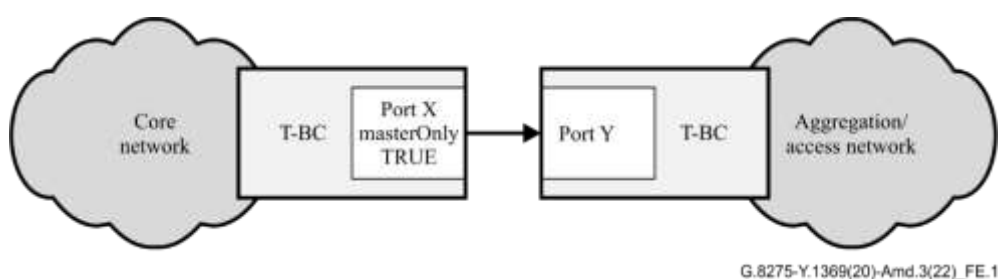 Core
network
T-BC
Port X
masterOnly
TRUE
Port Y
T-BC
Aggregation/
access network
G.8275-Y.1369(20)-Amd.3(22)_FE.1